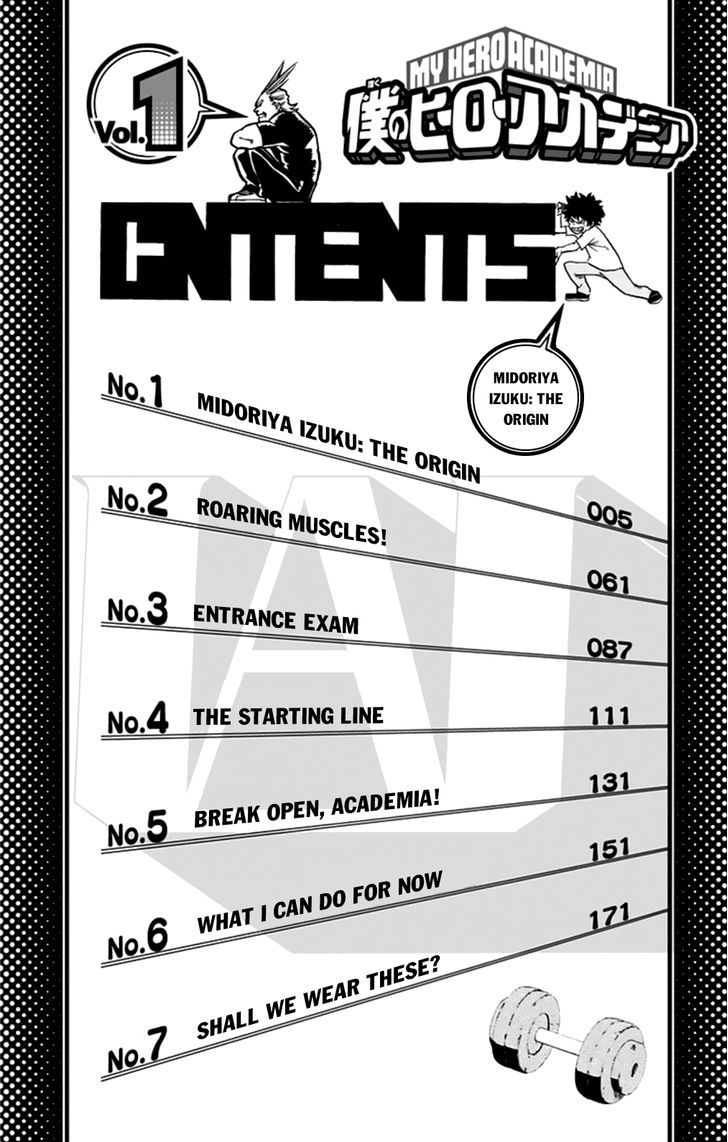 Vol.1
MY HERO ACADEMIA
僕のヒーローアカデミア
CNTENTS
MIDORIYA
IZUKU: THE
ORIGIN
No.1 MIDORIYA IZUKU: THE ORIGIN 005
No.2 ROARING MUSCLES! 061
No.3 ENTRANCE EXAM 087
No.4 THE STARTING LINE 111
No.5 BREAK OPEN, ACADEMIA! 131
No.6 WHAT I CAN DO FOR NOW 151
No.7 SHALL WE WEAR THESE? 171